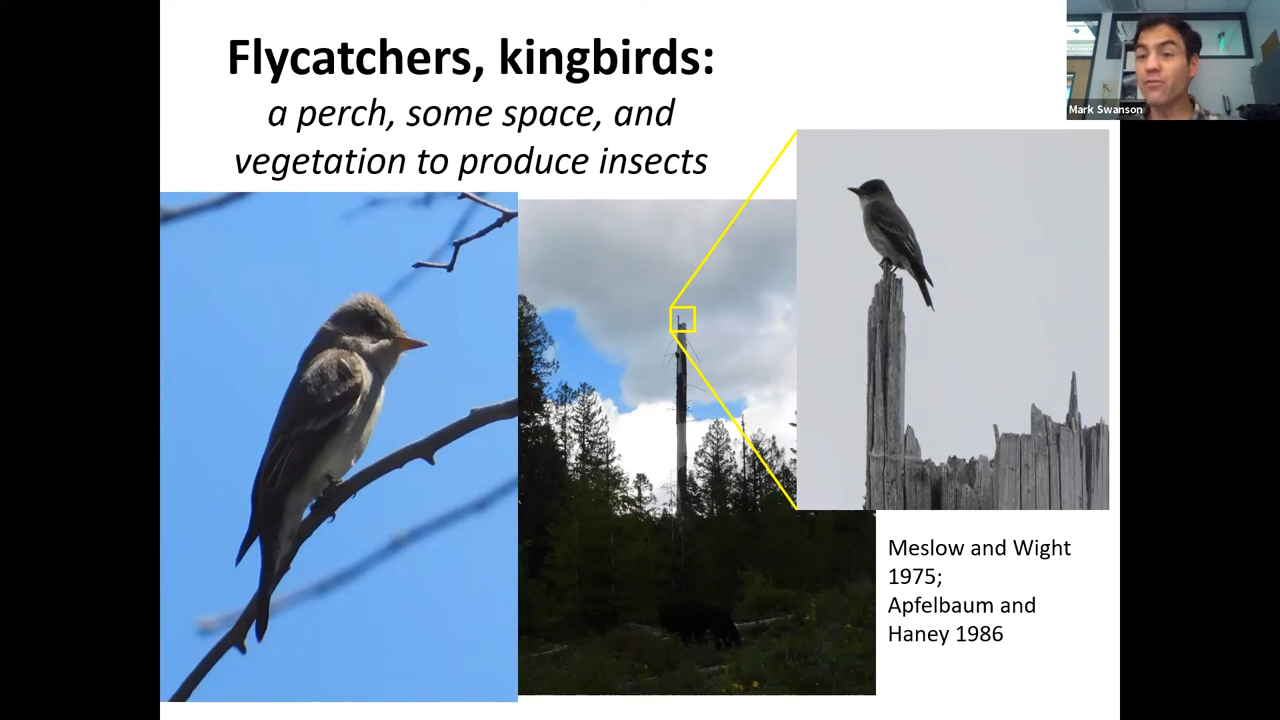 Flycatchers, kingbirds:
a perch, some space, and
vegetation to produce insects
Mark Swanson
Meslow and Wight
1975;
Apfelbaum and
Haney 1986